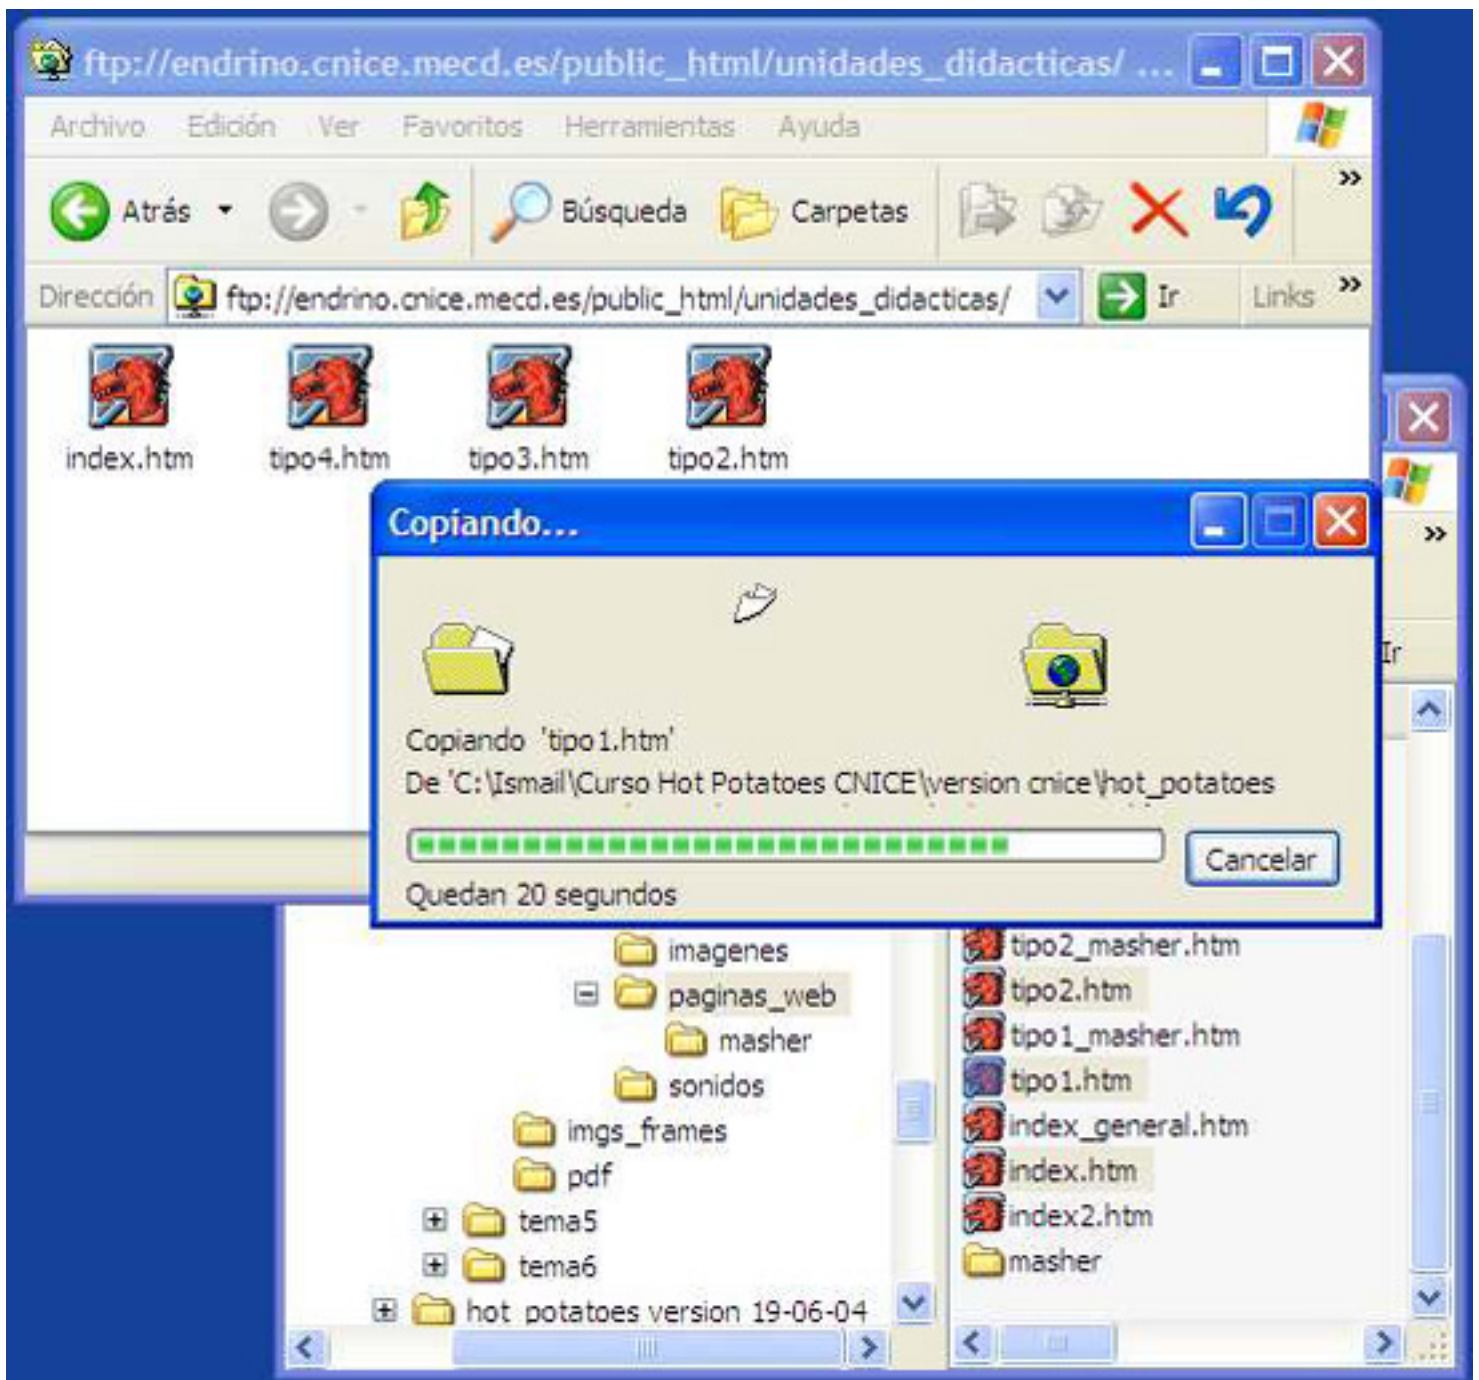 ftp://endrino.cnice.mecd.es/public_html/unidades_didacticas/ ...
Archivo Edición Ver Favoritos Herramientas Ayuda
Atrás Búsqueda Carpetas »
Dirección ftp://endrino.cnice.mecd.es/public_html/unidades_didacticas/ Ir Links »
index.htm tipo4.htm tipo3.htm tipo2.htm
Copiando...
»
Ir
Copiando 'tipo1.htm'
De 'C:\Ismail\Curso Hot Potatoes CNICE\version cnice\hot_potatoes
Cancelar
Quedan 20 segundos
imagenes
paginas_web
masher
sonidos
imgs_frames
pdf
tema5
tema6
hot potatoes version 19-06-04
tipo2_masher.htm
tipo2.htm
tipo1_masher.htm
tipo1.htm
index_general.htm
index.htm
index2.htm
masher